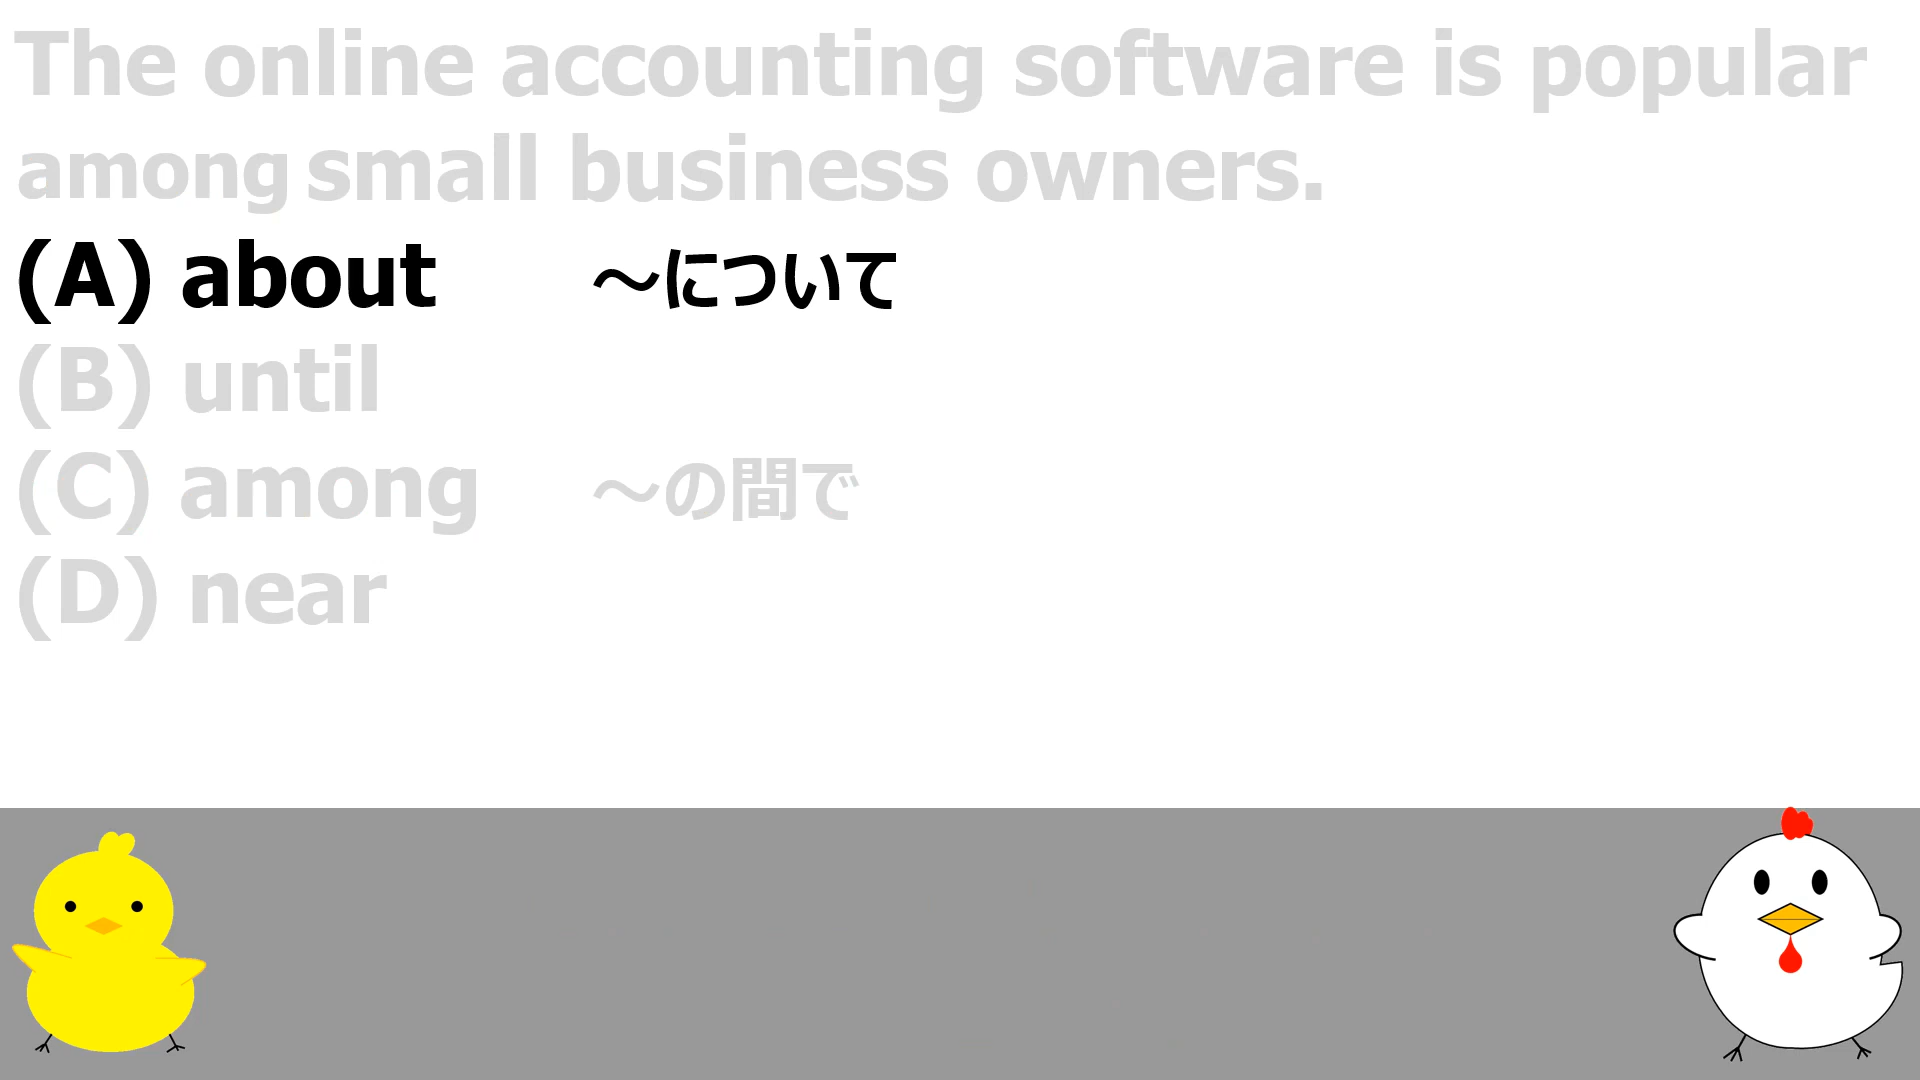 The online accounting software is popular
among small business owners.
(A) about ～について
(B) until
(C) among ～の間で
(D) near